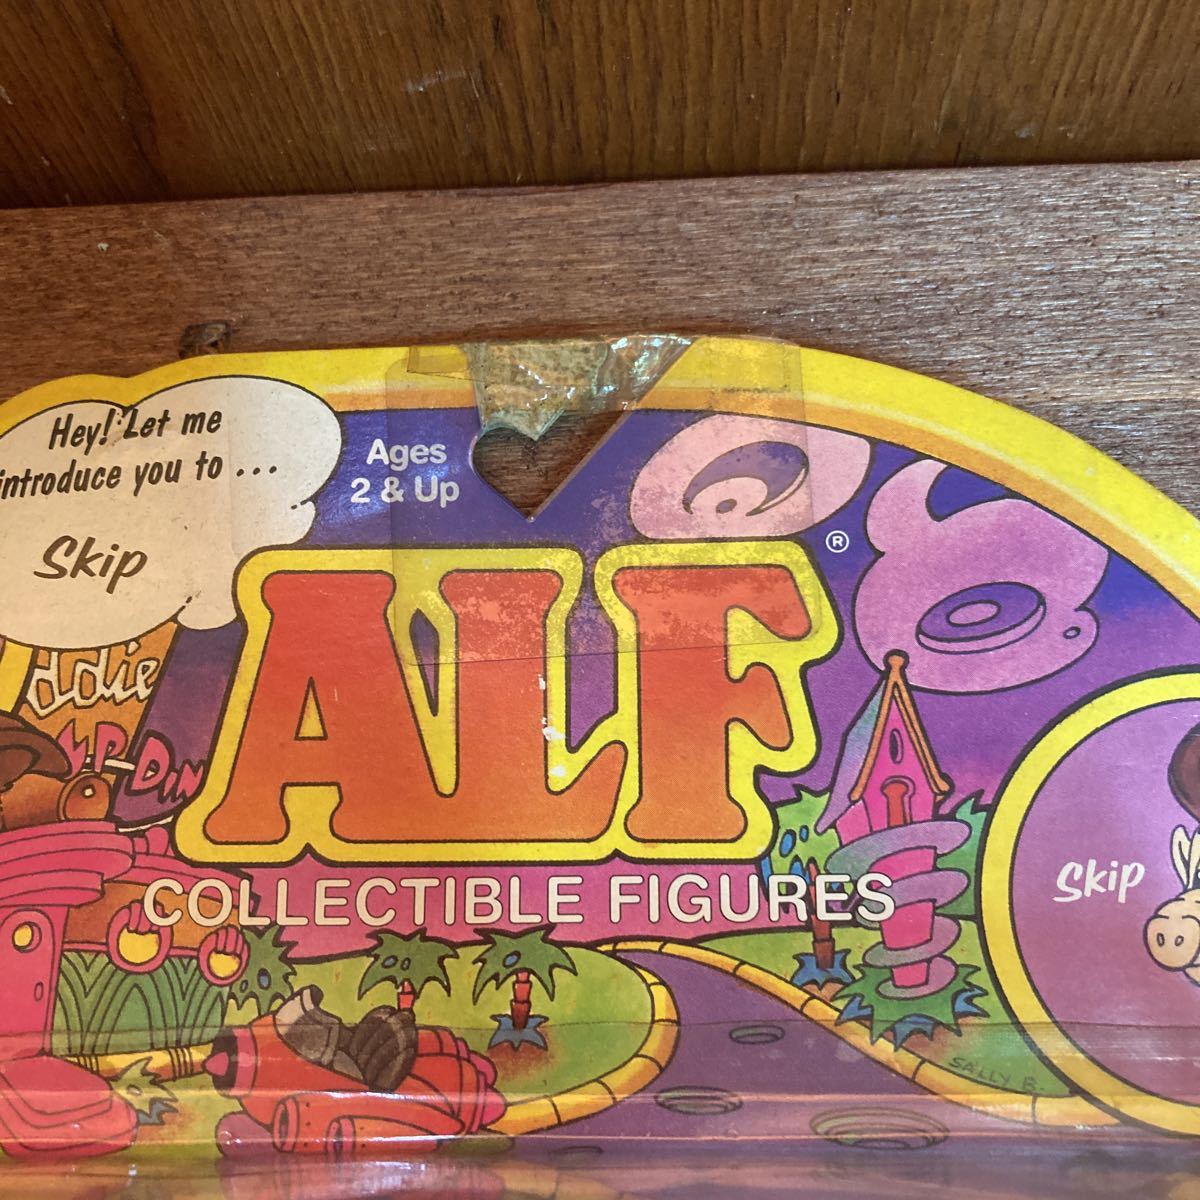 Hey! Let me
introduce you to ...
Skip
Ages
2 & Up
ALF®
COLLECTIBLE FIGURES
Skip
SALLY B.